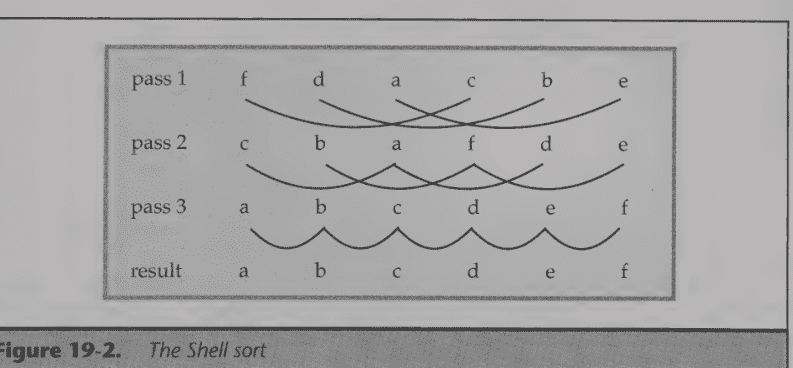 pass 1 f d a c b e
pass 2 c b a f d e
pass 3 a b c d e f
result a b c d e f
Figure 19-2. The Shell sort